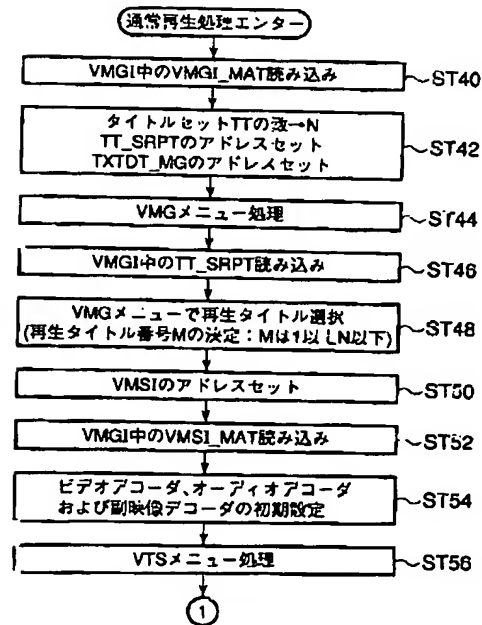 通常再生処理エンター
VMGI中のVMGI_MAT読み込み
ST40
タイトルセットTTの数→N
TT_SRPTのアドレスセット
TXTDT_MGのアドレスセット
ST42
VMGメニュー処理
ST44
VMGI中のTT_SRPT読み込み
ST46
VMGメニューで再生タイトル選択
(再生タイトル番号Mの決定：Mは1以上N以下)
ST48
VMSIのアドレスセット
ST50
VMGI中のVMSI_MAT読み込み
ST52
ビデオデコーダ、オーディオデコーダ
および副映像デコーダの初期設定
ST54
VTSメニュー処理
ST56
1